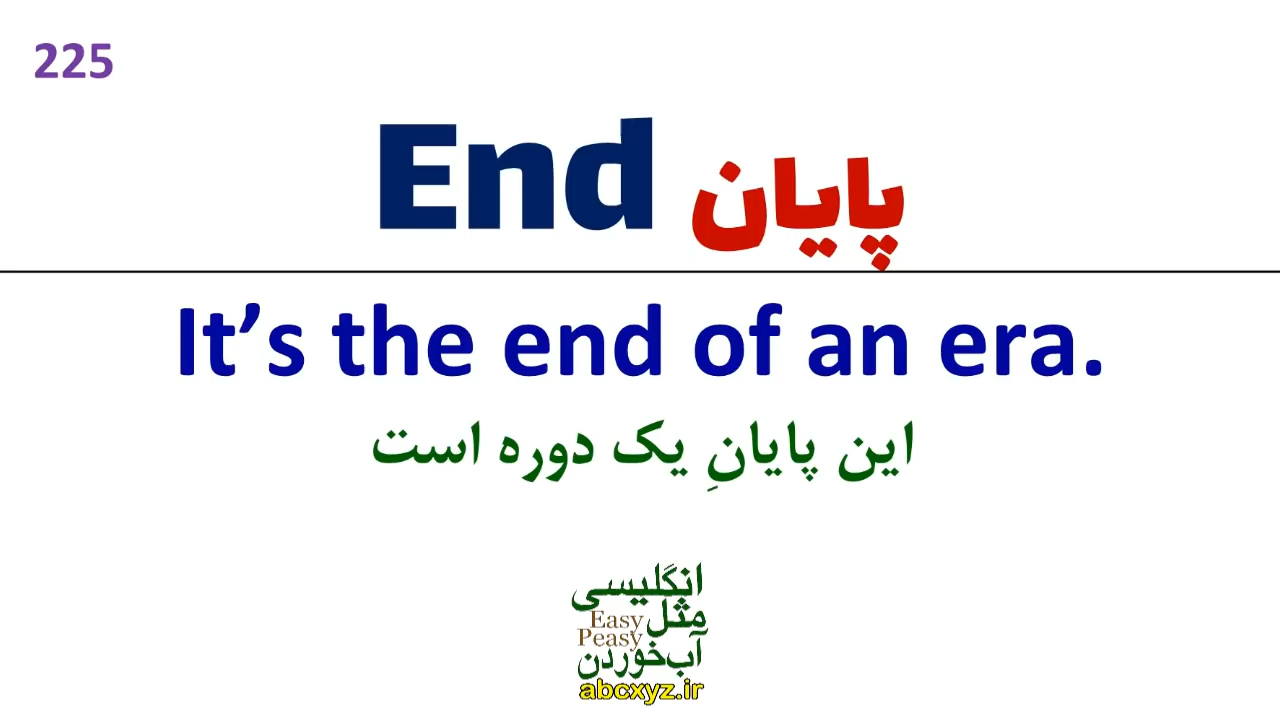 225
End پایان
It’s the end of an era.
این پایانِ یک دوره است
انگلیسی
مثل Easy
Peasy
آب‌خوردن
abcxyz.ir